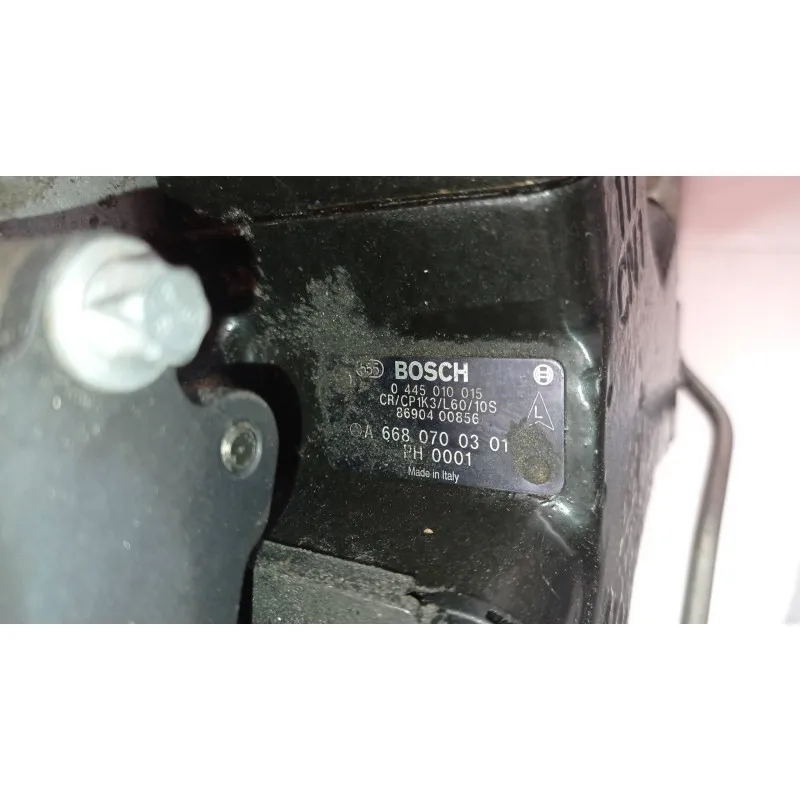 555 BOSCH
0 445 010 015
CR/CP1K3/L60/10S
86904 00856
L
A 668 070 03 01
PH 0001
Made in Italy